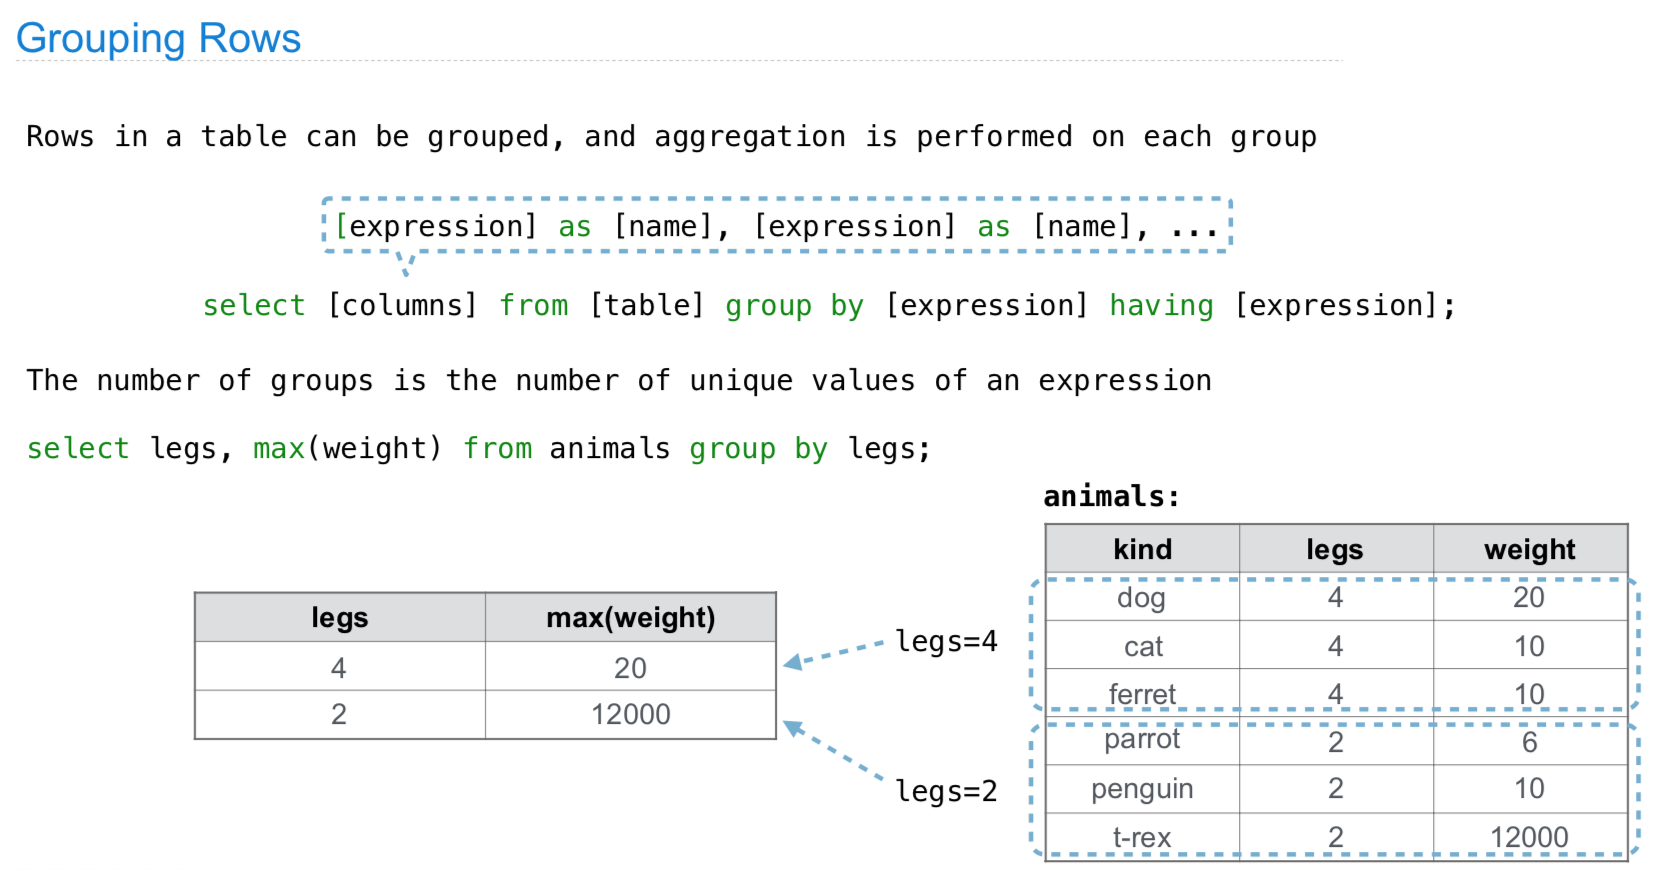 Grouping Rows
Rows in a table can be grouped, and aggregation is performed on each group
[expression] as [name], [expression] as [name], ...
select [columns] from [table] group by [expression] having [expression];
The number of groups is the number of unique values of an expression
select legs, max(weight) from animals group by legs;
animals:
kind legs weight
dog 4 20
cat 4 10
ferret 4 10
parrot 2 6
penguin 2 10
t-rex 2 12000
legs max(weight)
4 20
2 12000
legs=4
legs=2